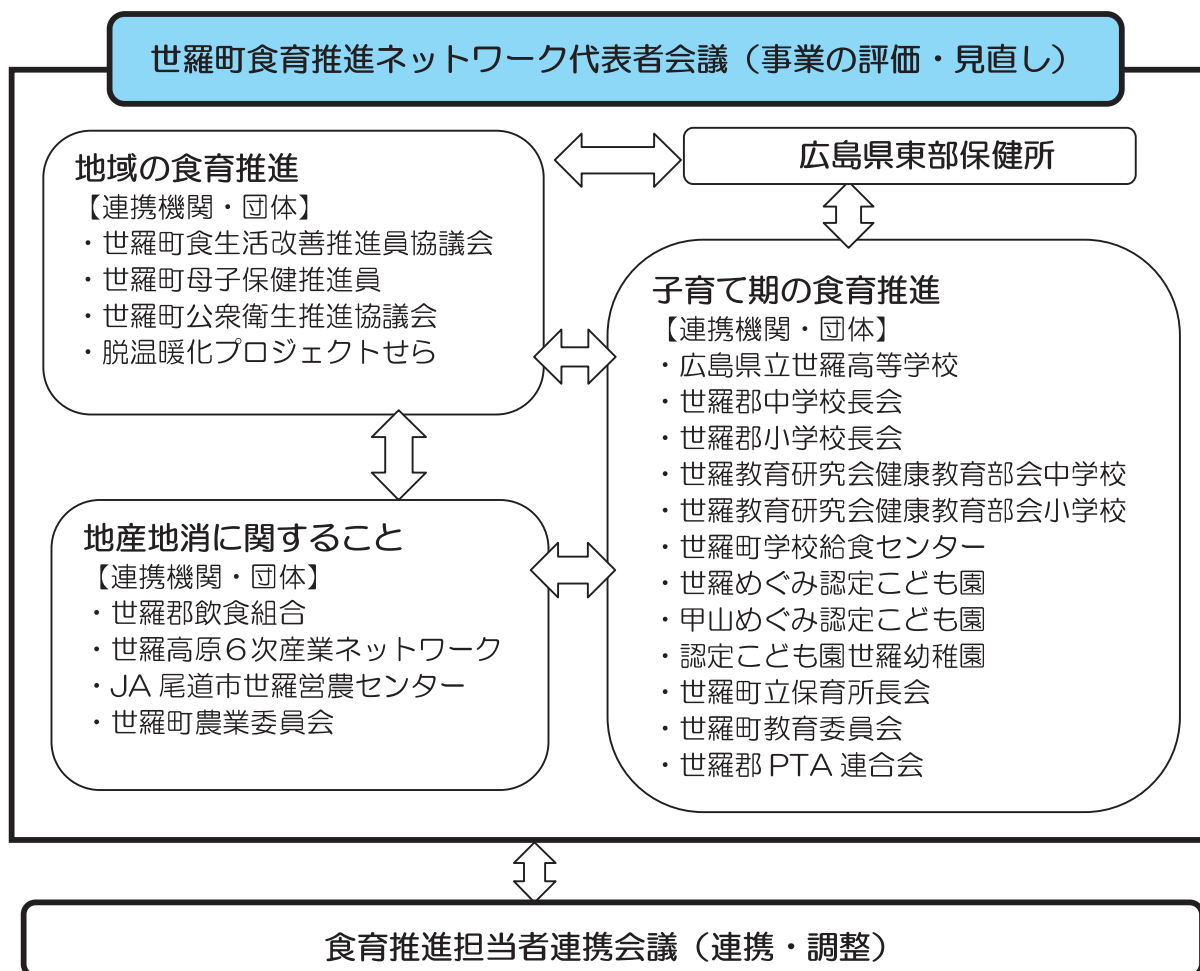 世羅町食育推進ネットワーク代表者会議（事業の評価・見直し）
地域の食育推進
【連携機関・団体】
・世羅町食生活改善推進員協議会
・世羅町母子保健推進員
・世羅町公衆衛生推進協議会
・脱温暖化プロジェクトせら
広島県東部保健所
子育て期の食育推進
【連携機関・団体】
・広島県立世羅高等学校
・世羅郡中学校長会
・世羅郡小学校長会
・世羅教育研究会健康教育部会中学校
・世羅教育研究会健康教育部会小学校
・世羅町学校給食センター
・世羅めぐみ認定こども園
・甲山めぐみ認定こども園
・認定こども園世羅幼稚園
・世羅町立保育所長会
・世羅町教育委員会
・世羅郡 PTA 連合会
地産地消に関すること
【連携機関・団体】
・世羅郡飲食組合
・世羅高原６次産業ネットワーク
・JA 尾道市世羅営農センター
・世羅町農業委員会
食育推進担当者連携会議（連携・調整）